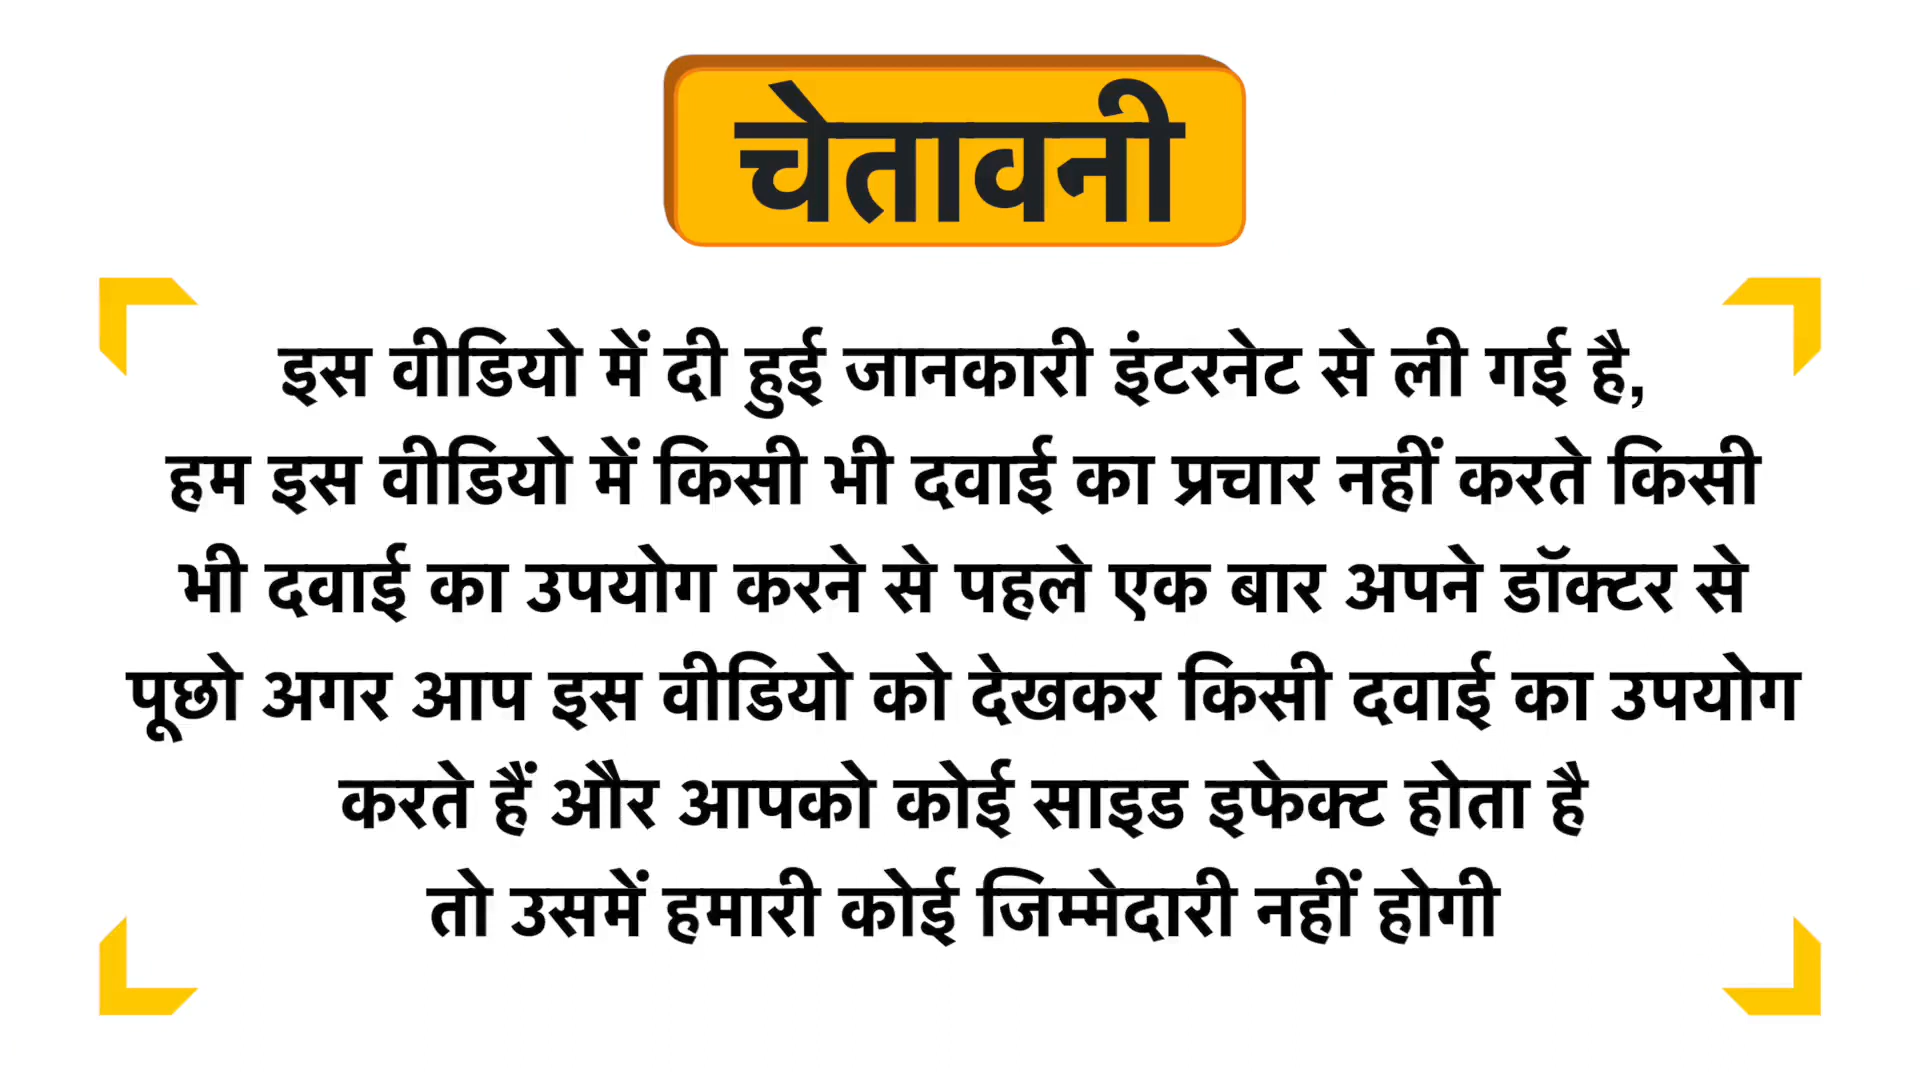 चेतावनी
इस वीडियो में दी हुई जानकारी इंटरनेट से ली गई है,
हम इस वीडियो में किसी भी दवाई का प्रचार नहीं करते किसी
भी दवाई का उपयोग करने से पहले एक बार अपने डॉक्टर से
पूछो अगर आप इस वीडियो को देखकर किसी दवाई का उपयोग
करते हैं और आपको कोई साइड इफेक्ट होता है
तो उसमें हमारी कोई जिम्मेदारी नहीं होगी